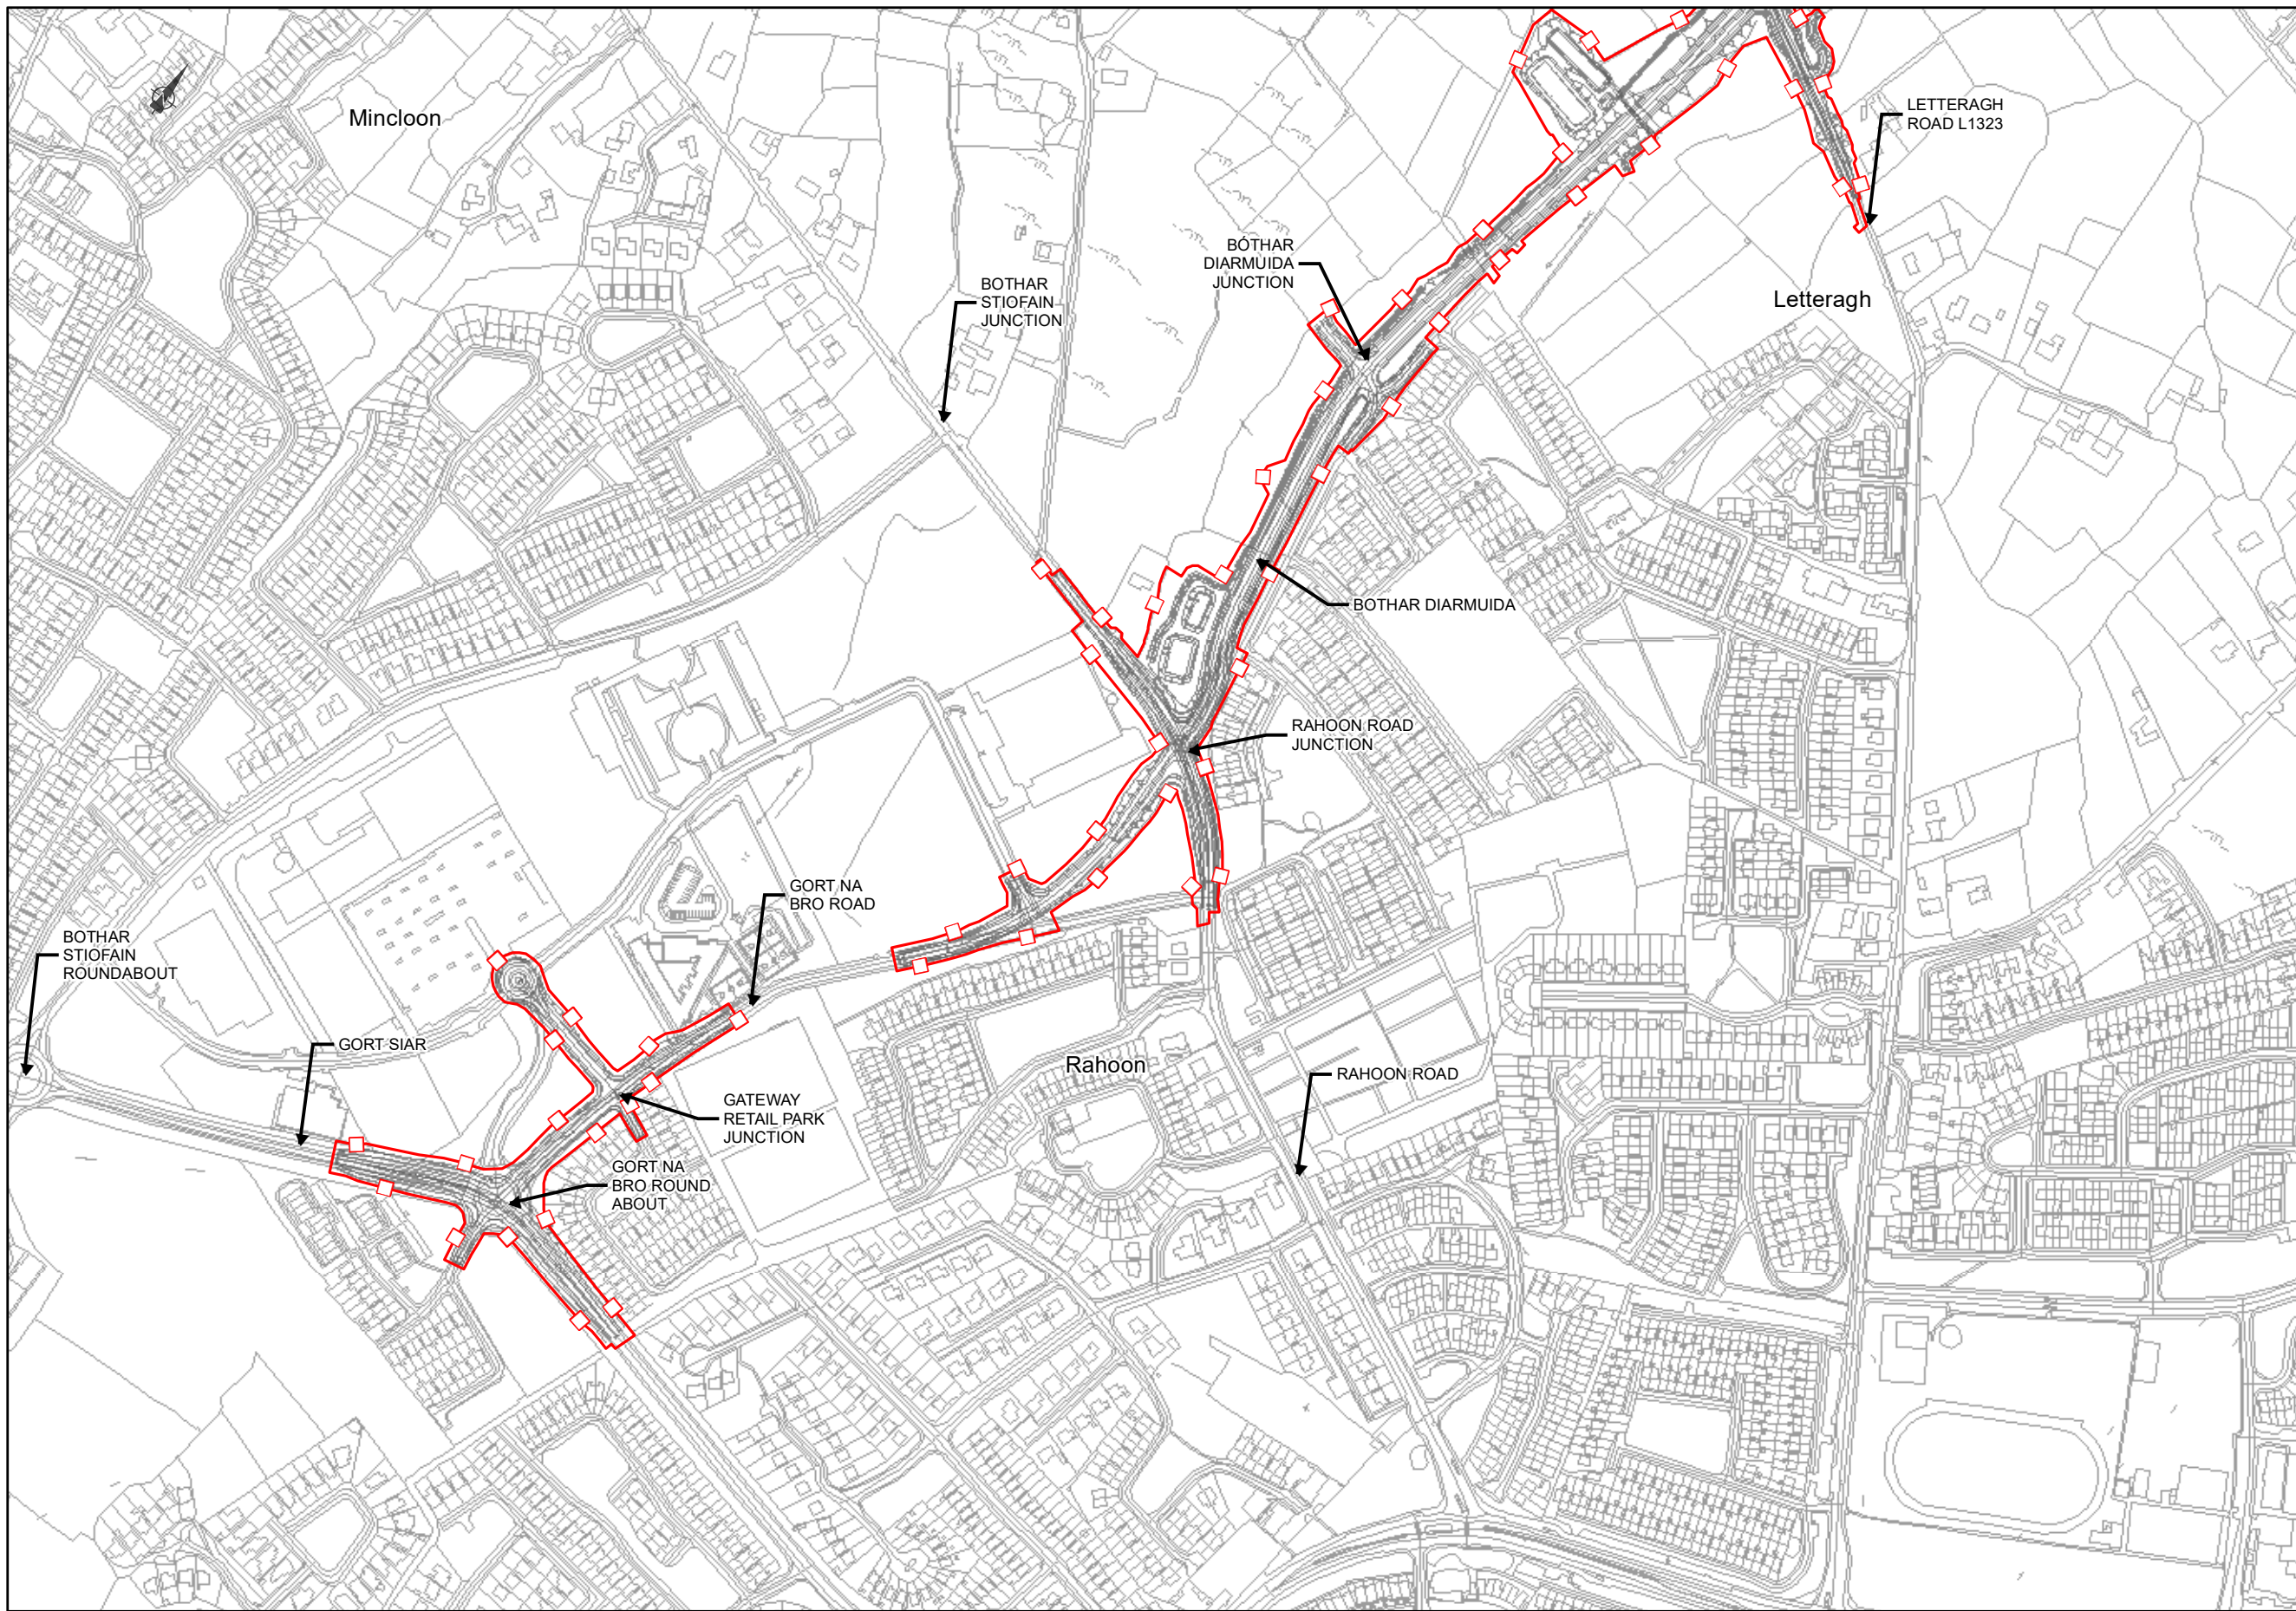 Mincloon
LETTERAGH
ROAD L1323
BOTHAR
DIARMUIDA
JUNCTION
BOTHAR
STIOFAIN
JUNCTION
Letteragh
BOTHAR DIARMUIDA
RAHOON ROAD
JUNCTION
GORT NA
BRO ROAD
BOTHAR
STIOFAIN
ROUNDABOUT
GORT SIAR
Rahoon
RAHOON ROAD
GATEWAY
RETAIL PARK
JUNCTION
GORT NA
BRO ROUND
ABOUT